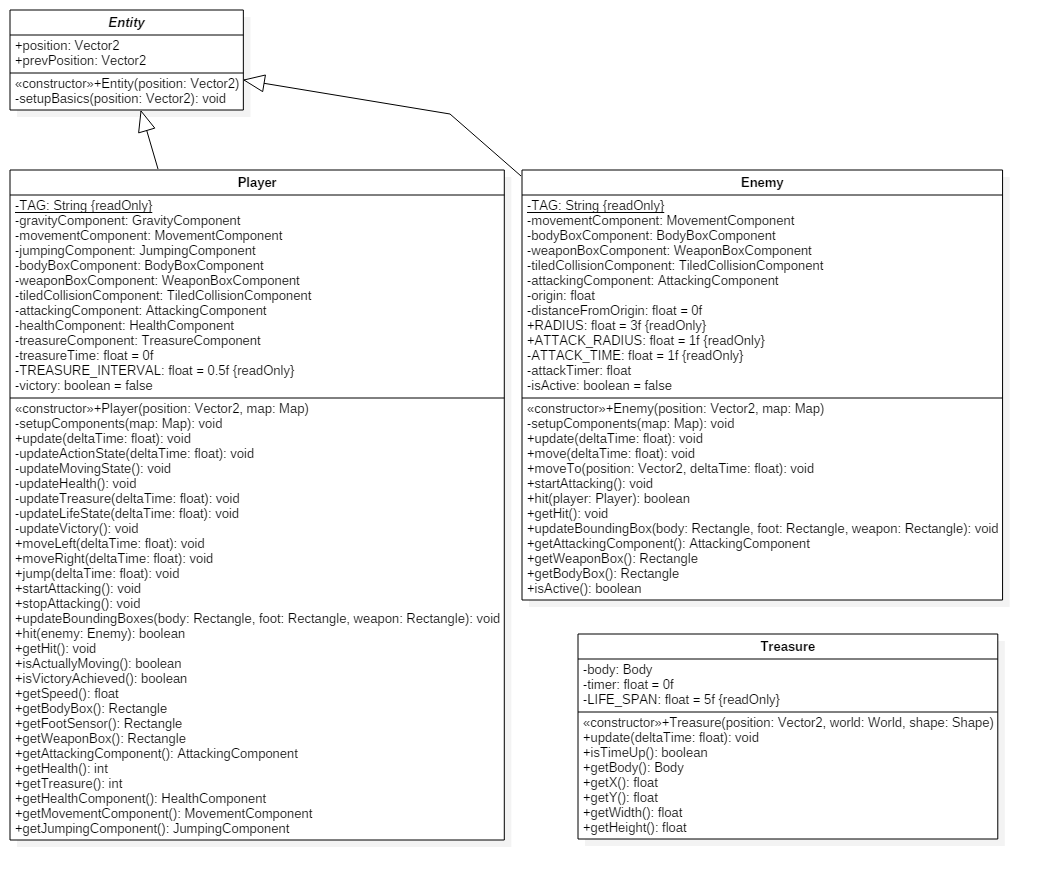 Entity
+position: Vector2
+prevPosition: Vector2
«constructor»+Entity(position: Vector2)
-setupBasics(position: Vector2): void
Player
-TAG: String {readOnly}
-gravityComponent: GravityComponent
-movementComponent: MovementComponent
-jumpingComponent: JumpingComponent
-bodyBoxComponent: BodyBoxComponent
-weaponBoxComponent: WeaponBoxComponent
-tiledCollisionComponent: TiledCollisionComponent
-attackingComponent: AttackingComponent
-healthComponent: HealthComponent
-treasureComponent: TreasureComponent
-treasureTime: float = 0f
-TREASURE_INTERVAL: float = 0.5f {readOnly}
-victory: boolean = false
«constructor»+Player(position: Vector2, map: Map)
-setupComponents(map: Map): void
+update(deltaTime: float): void
-updateActionState(deltaTime: float): void
-updateMovingState(): void
-updateHealth(): void
-updateTreasure(deltaTime: float): void
-updateLifeState(deltaTime: float): void
-updateVictory(): void
+moveLeft(deltaTime: float): void
+moveRight(deltaTime: float): void
+jump(deltaTime: float): void
+startAttacking(): void
+stopAttacking(): void
+updateBoundingBoxes(body: Rectangle, foot: Rectangle, weapon: Rectangle): void
+hit(enemy: Enemy): boolean
+getHit(): void
+isActuallyMoving(): boolean
+isVictoryAchieved(): boolean
+getSpeed(): float
+getBodyBox(): Rectangle
+getFootSensor(): Rectangle
+getWeaponBox(): Rectangle
+getAttackingComponent(): AttackingComponent
+getHealth(): int
+getTreasure(): int
+getHealthComponent(): HealthComponent
+getMovementComponent(): MovementComponent
+getJumpingComponent(): JumpingComponent
Enemy
-TAG: String {readOnly}
-movementComponent: MovementComponent
-bodyBoxComponent: BodyBoxComponent
-weaponBoxComponent: WeaponBoxComponent
-tiledCollisionComponent: TiledCollisionComponent
-attackingComponent: AttackingComponent
-origin: float
-distanceFromOrigin: float = 0f
+RADIUS: float = 3f {readOnly}
+ATTACK_RADIUS: float = 1f {readOnly}
-ATTACK_TIME: float = 1f {readOnly}
-attackTimer: float
-isActive: boolean = false
«constructor»+Enemy(position: Vector2, map: Map)
-setupComponents(map: Map): void
+update(deltaTime: float): void
+move(deltaTime: float): void
+moveTo(position: Vector2, deltaTime: float): void
+startAttacking(): void
+hit(player: Player): boolean
+getHit(): void
+updateBoundingBox(body: Rectangle, foot: Rectangle, weapon: Rectangle): void
+getAttackingComponent(): AttackingComponent
+getWeaponBox(): Rectangle
+getBodyBox(): Rectangle
+isActive(): boolean
Treasure
-body: Body
-timer: float = 0f
-LIFE_SPAN: float = 5f {readOnly}
«constructor»+Treasure(position: Vector2, world: World, shape: Shape)
+update(deltaTime: float): void
+isTimeUp(): boolean
+getBody(): Body
+getX(): float
+getY(): float
+getWidth(): float
+getHeight(): float